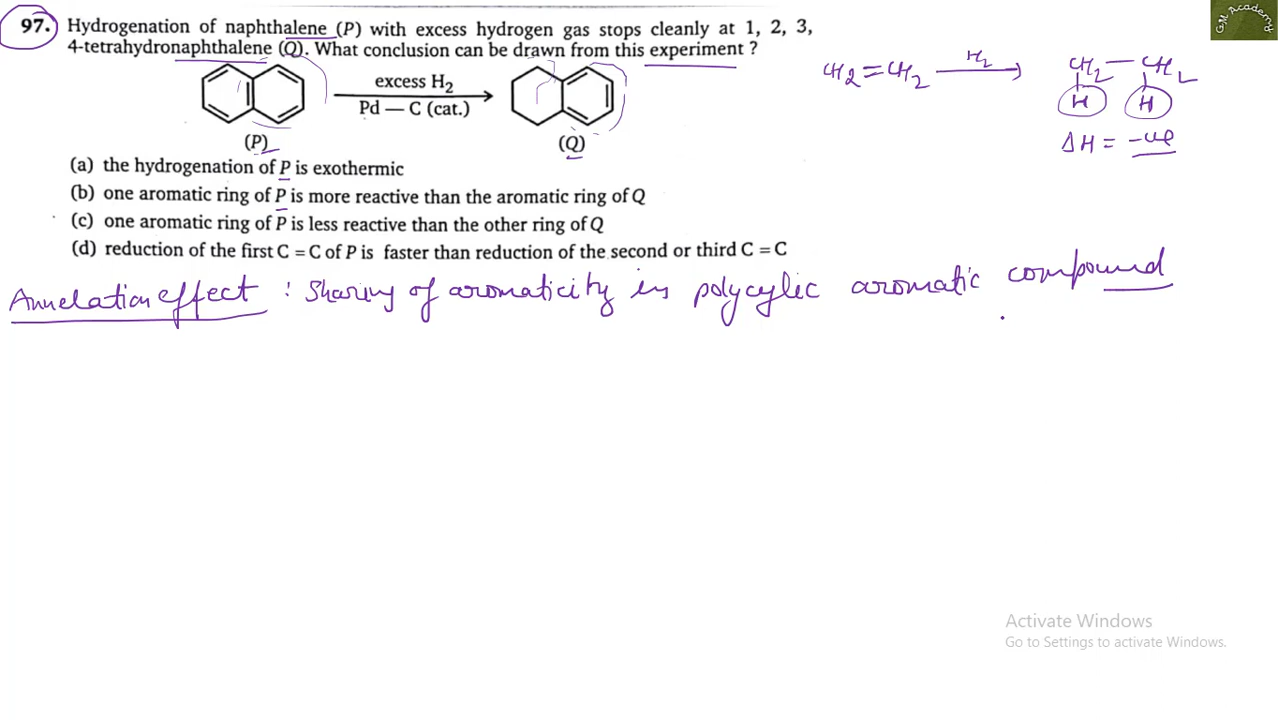 GM Academy
97. Hydrogenation of naphthalene (P) with excess hydrogen gas stops cleanly at 1, 2, 3,
4-tetrahydronaphthalene (Q). What conclusion can be drawn from this experiment ?
excess H2
Pd — C (cat.)
(P)
(Q)
CH2=CH2 H2 CH2—CH2
H H
ΔH = -ve
(a) the hydrogenation of P is exothermic
(b) one aromatic ring of P is more reactive than the aromatic ring of Q
(c) one aromatic ring of P is less reactive than the other ring of Q
(d) reduction of the first C = C of P is faster than reduction of the second or third C = C
Annelation effect : Sharing of aromaticity in polycylic aromatic compound
Activate Windows
Go to Settings to activate Windows.